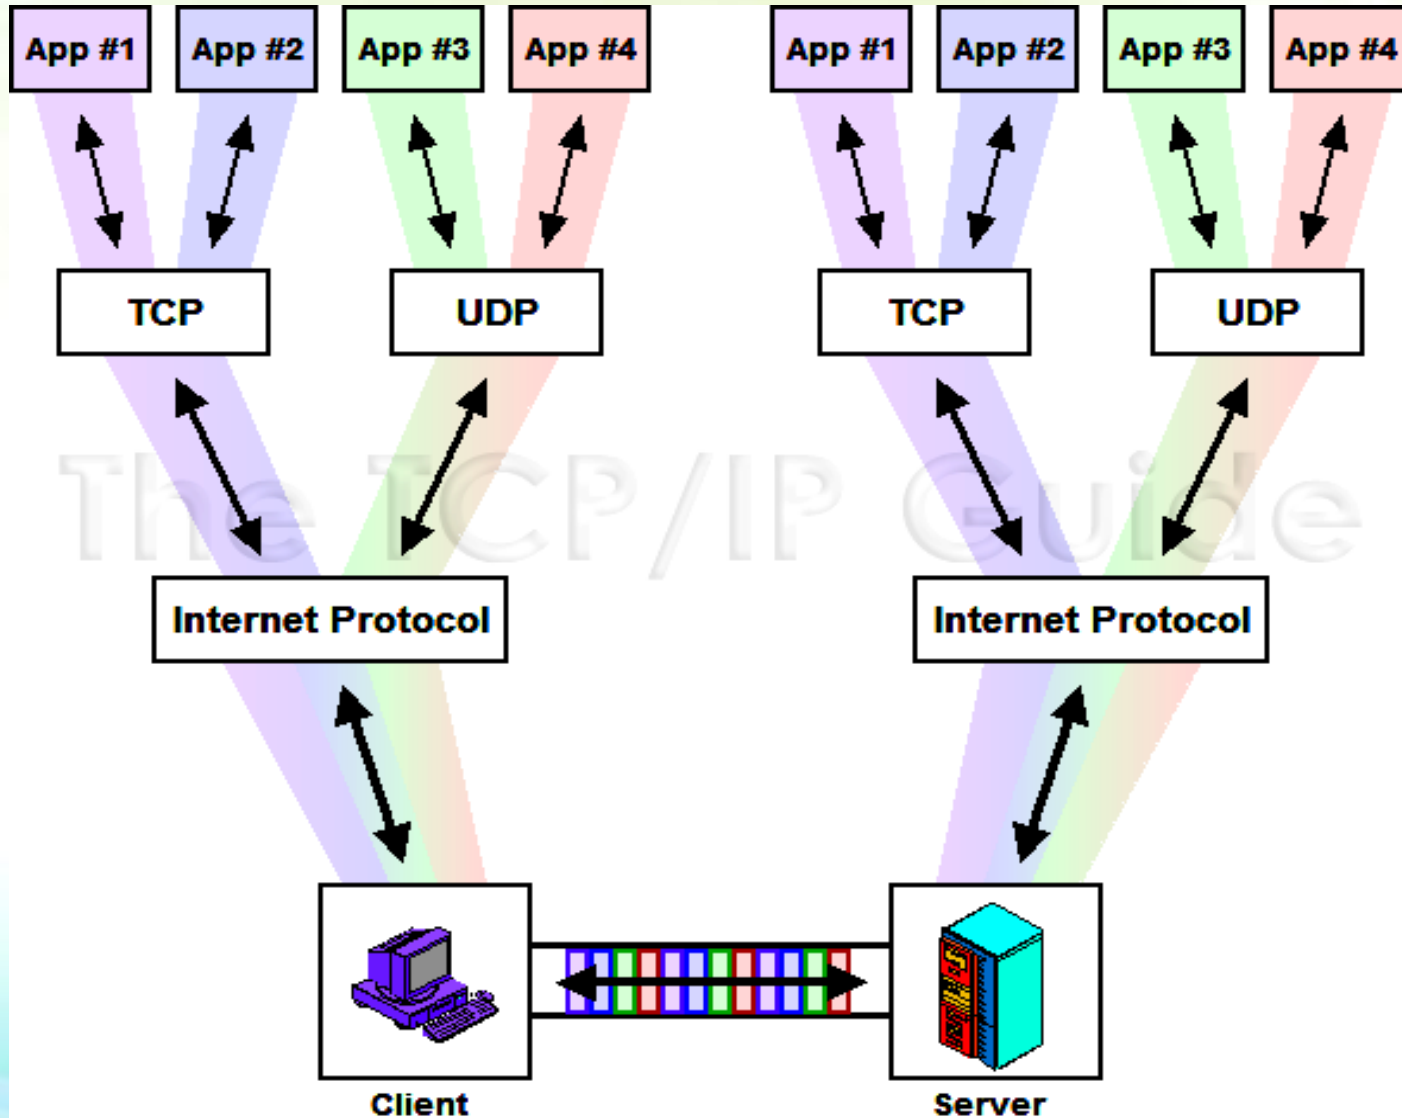 App #1 App #2 App #3 App #4 App #1 App #2 App #3 App #4
TCP UDP TCP UDP
The TCP/IP Guide
Internet Protocol Internet Protocol
Client Server